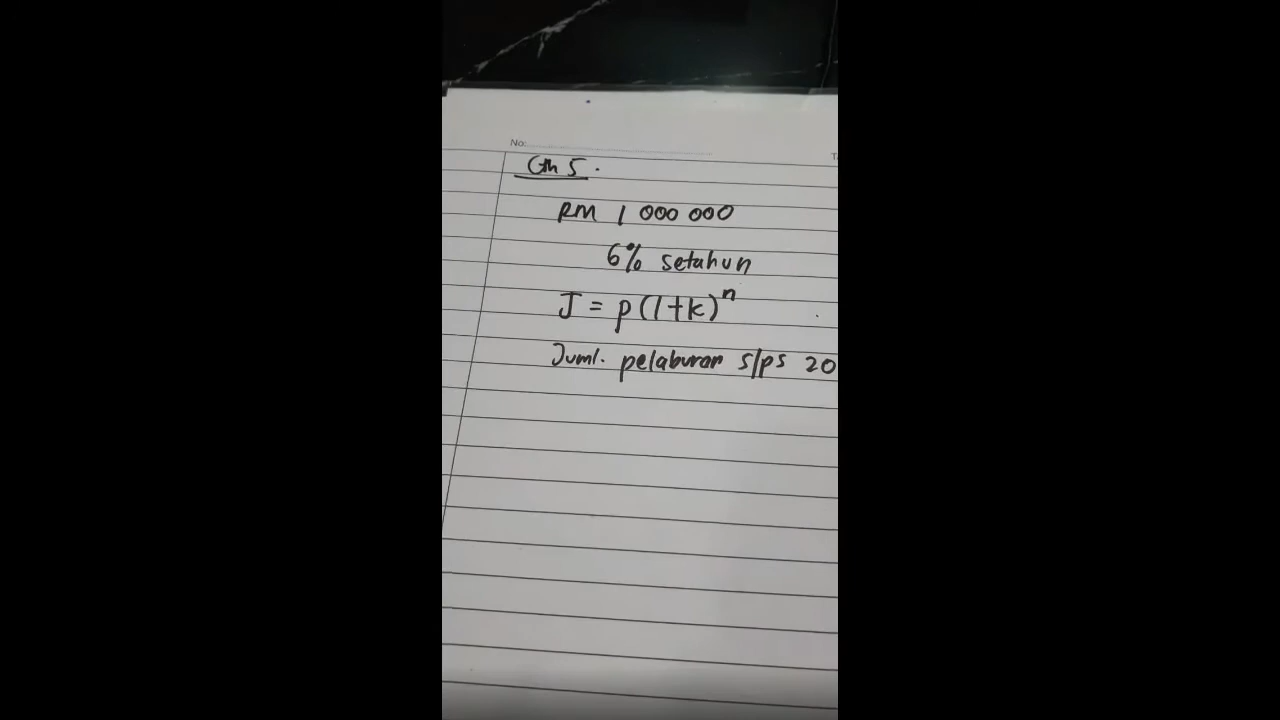 No:
Cth 5.
RM 1 000 000
6% setahun
J = p(1+k)^n
Juml. pelaburan s/ps 20